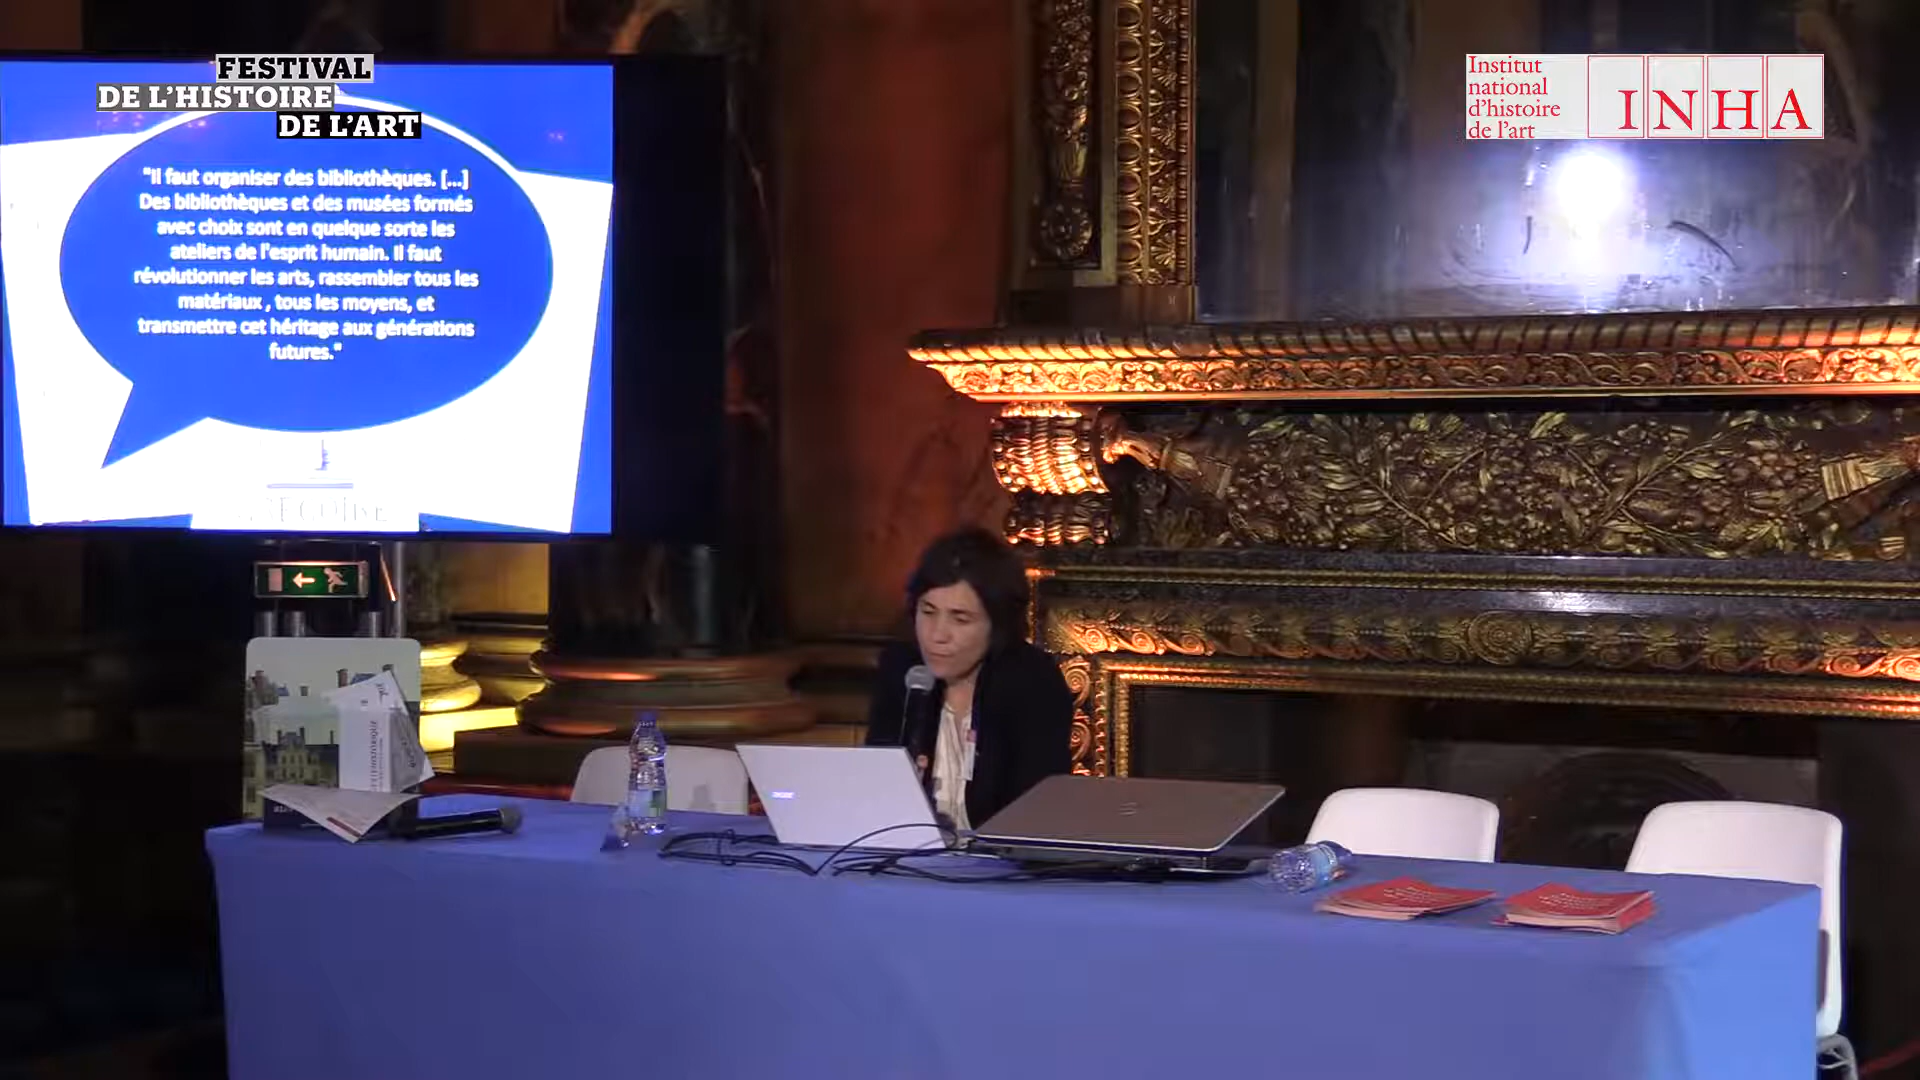 FESTIVAL
DE L'HISTOIRE
DE L'ART
"Il faut organiser des bibliothèques. [...]
Des bibliothèques et des musées formés
avec choix sont en quelque sorte les
ateliers de l'esprit humain. Il faut
révolutionner les arts, rassembler tous les
matériaux , tous les moyens, et
transmettre cet héritage aux générations
futures."
Institut
national
d'histoire
de l'art
INHA